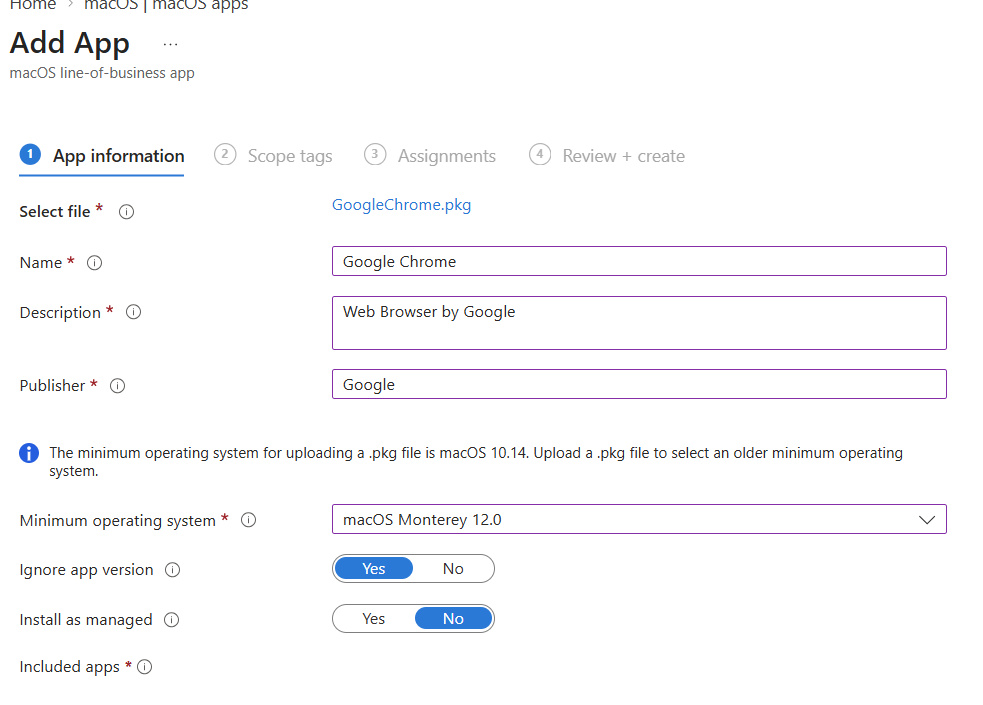 Home > macOS | macOS apps
Add App ...
macOS line-of-business app
1 App information 2 Scope tags 3 Assignments 4 Review + create
Select file * GoogleChrome.pkg
Name * Google Chrome
Description * Web Browser by Google
Publisher * Google
The minimum operating system for uploading a .pkg file is macOS 10.14. Upload a .pkg file to select an older minimum operating
system.
Minimum operating system * macOS Monterey 12.0
Ignore app version Yes No
Install as managed Yes No
Included apps *